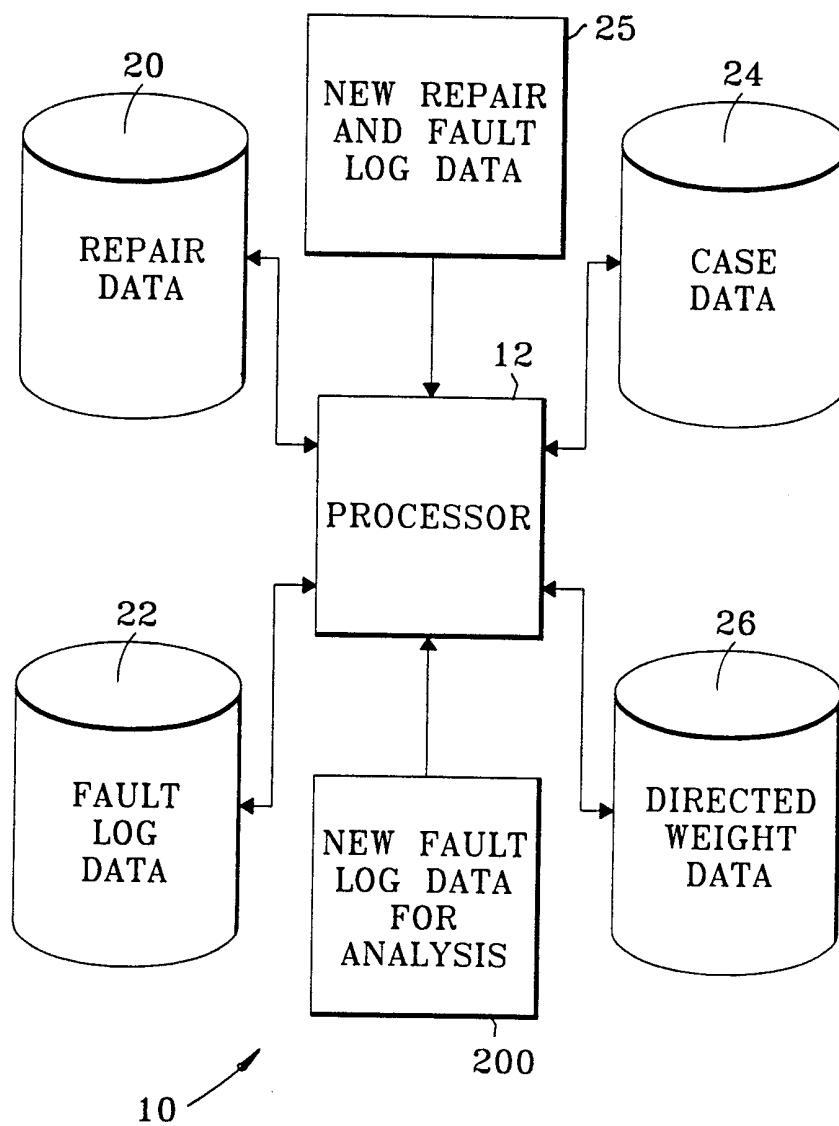 25
20
24
NEW REPAIR
AND FAULT
LOG DATA
REPAIR
DATA
CASE
DATA
12
PROCESSOR
22
26
FAULT
LOG
DATA
NEW FAULT
LOG DATA
FOR
ANALYSIS
DIRECTED
WEIGHT
DATA
200
10